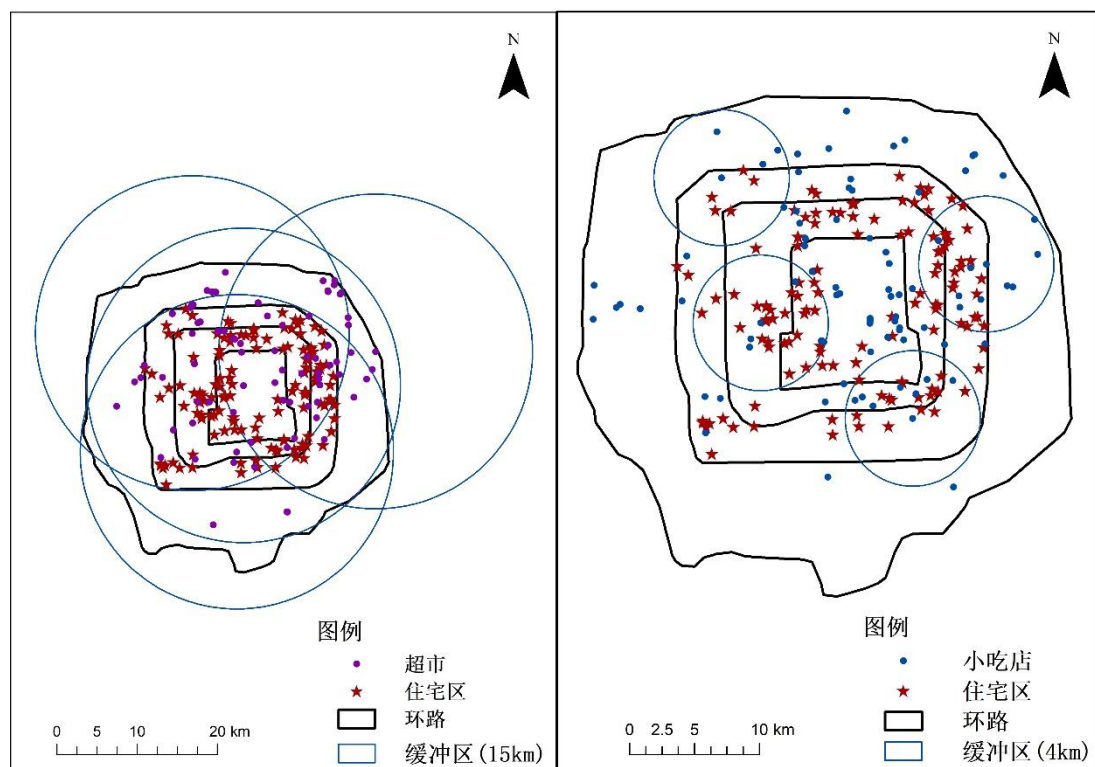 N
图例
超市
住宅区
环路
缓冲区(15km)
0 5 10 20 km
N
图例
小吃店
住宅区
环路
缓冲区(4km)
0 2.5 5 10 km